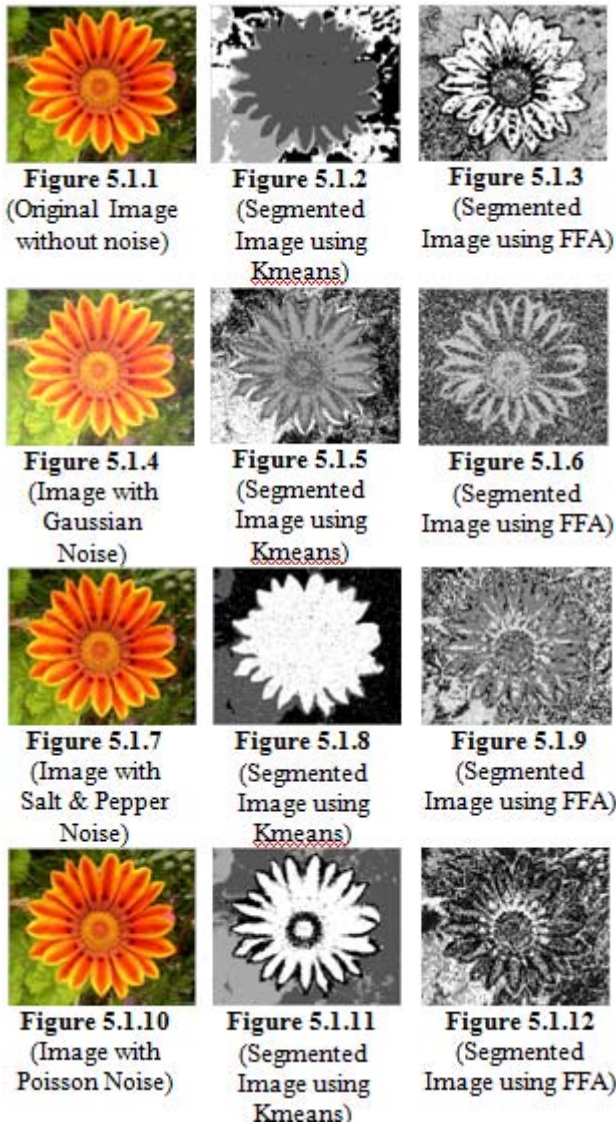 Figure 5.1.1
(Original Image
without noise)
Figure 5.1.2
(Segmented
Image using
Kmeans)
Figure 5.1.3
(Segmented
Image using FFA)
Figure 5.1.4
(Image with
Gaussian
Noise)
Figure 5.1.5
(Segmented
Image using
Kmeans)
Figure 5.1.6
(Segmented
Image using FFA)
Figure 5.1.7
(Image with
Salt & Pepper
Noise)
Figure 5.1.8
(Segmented
Image using
Kmeans)
Figure 5.1.9
(Segmented
Image using FFA)
Figure 5.1.10
(Image with
Poisson Noise)
Figure 5.1.11
(Segmented
Image using
Kmeans)
Figure 5.1.12
(Segmented
Image using FFA)